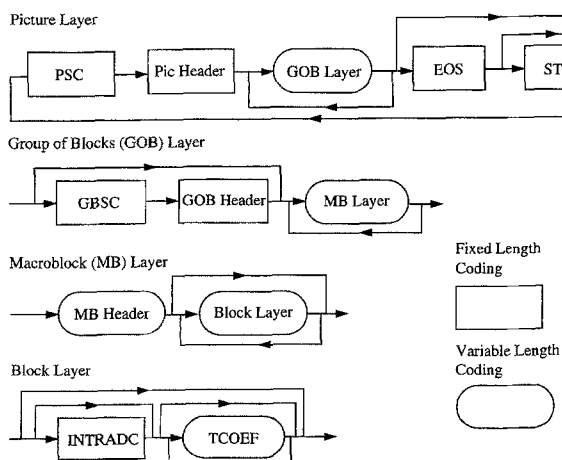 Picture Layer
PSC
Pic Header
GOB Layer
EOS
ST
Group of Blocks (GOB) Layer
GBSC
GOB Header
MB Layer
Fixed Length
Coding
Macroblock (MB) Layer
MB Header
Block Layer
Variable Length
Coding
Block Layer
INTRADC
TCOEF